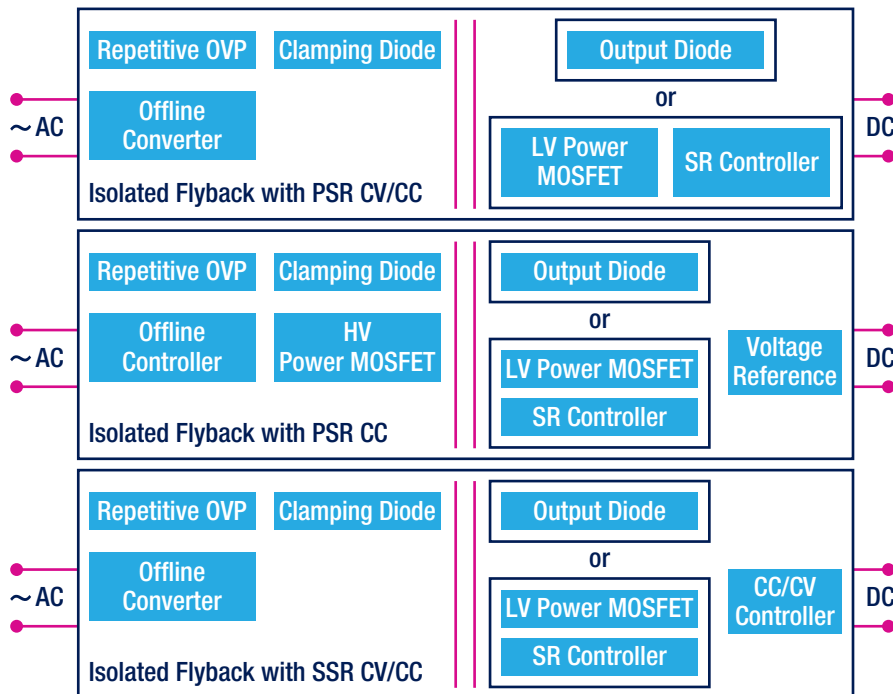 Repetitive OVP
Clamping Diode
Output Diode
or
Offline
Converter
~ AC
LV Power
MOSFET
SR Controller
DC
Isolated Flyback with PSR CV/CC
Repetitive OVP
Clamping Diode
Output Diode
or
Offline
Controller
HV
Power MOSFET
~ AC
LV Power MOSFET
SR Controller
Voltage
Reference
DC
Isolated Flyback with PSR CC
Repetitive OVP
Clamping Diode
Output Diode
or
Offline
Converter
~ AC
LV Power MOSFET
SR Controller
CC/CV
Controller
DC
Isolated Flyback with SSR CV/CC